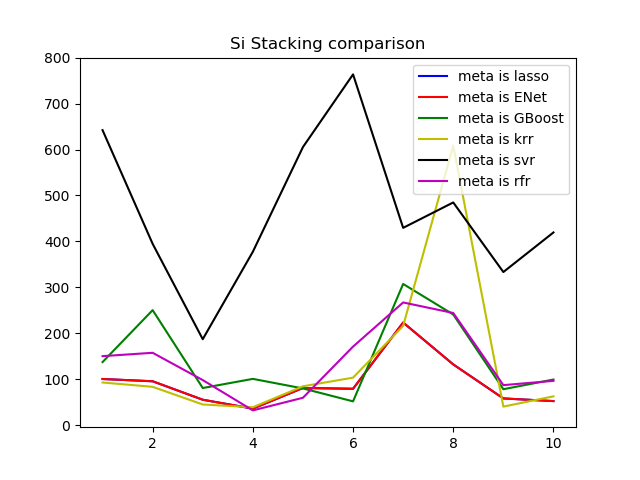 Si Stacking comparison
800
700
600
500
400
300
200
100
0
2
4
6
8
10
meta is lasso
meta is ENet
meta is GBoost
meta is krr
meta is svr
meta is rfr